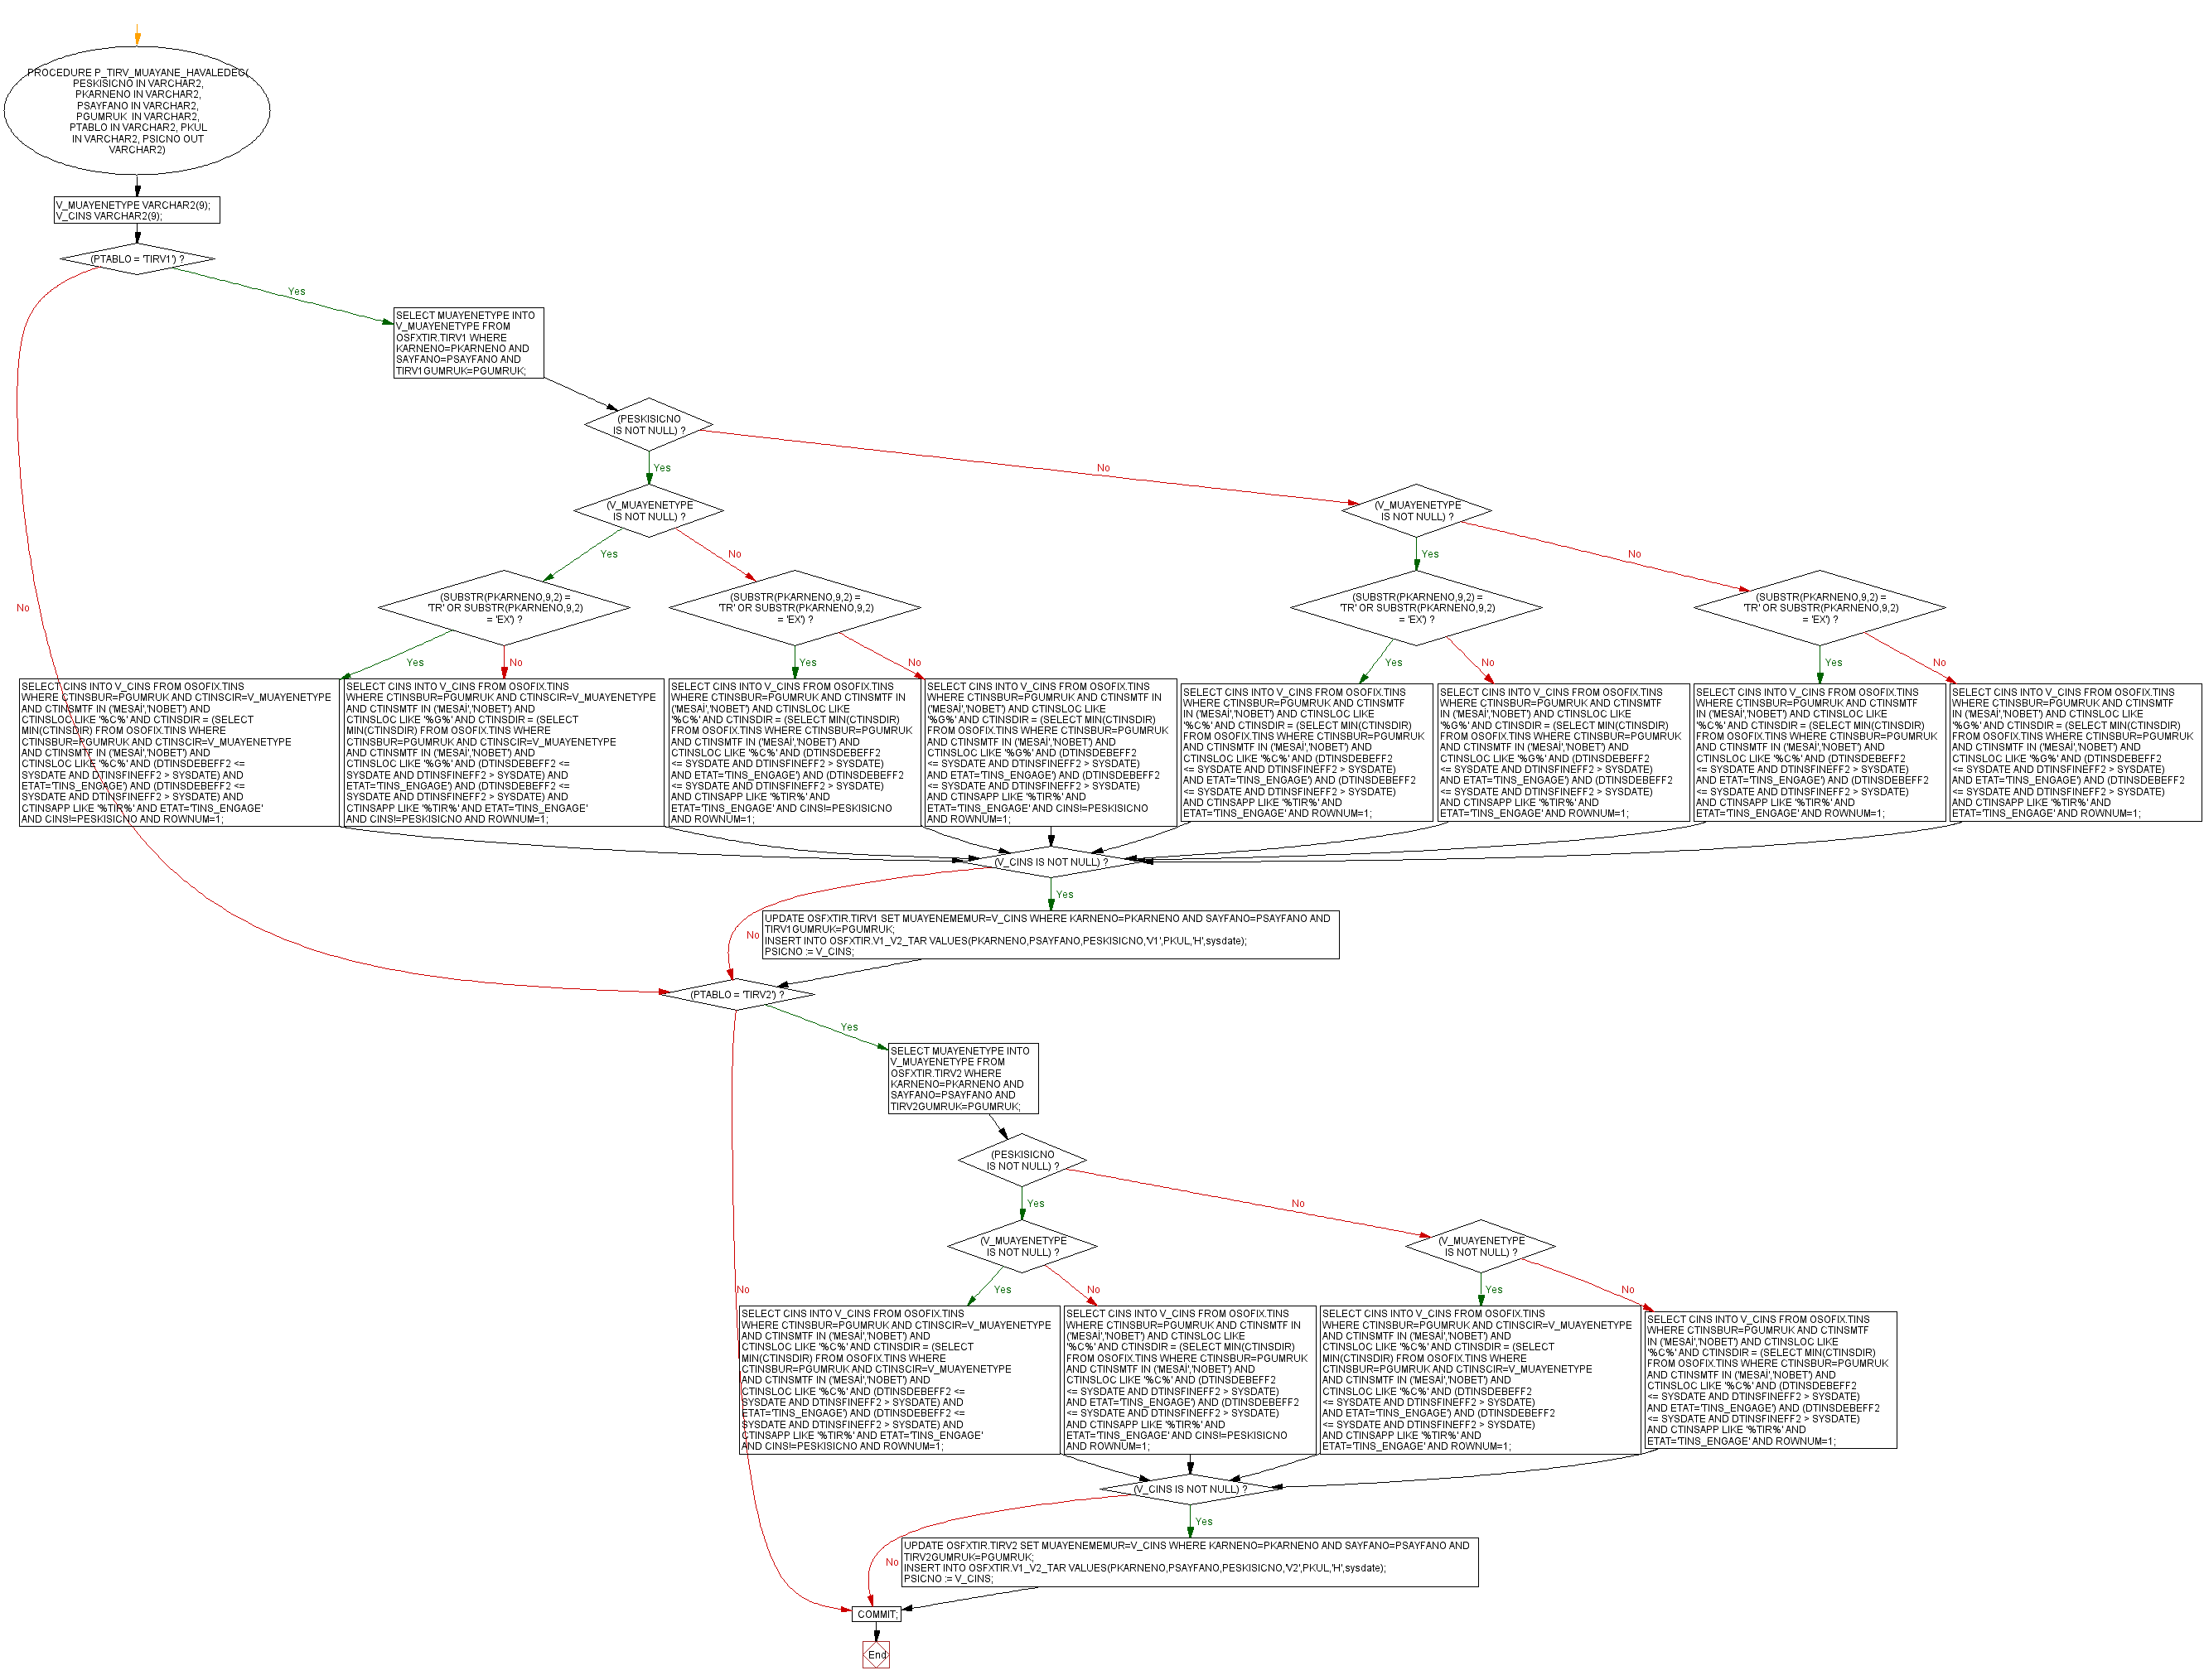 PROCEDURE P_TIRV_MUAYANE_HAVALEDEG(
PESKISICNO IN VARCHAR2,
PKARNENO IN VARCHAR2,
PSAYFANO IN VARCHAR2,
PGUMRUK  IN VARCHAR2,
PTABLO IN VARCHAR2, PKUL
IN VARCHAR2, PSICNO OUT
VARCHAR2)
V_MUAYENETYPE VARCHAR2(9);
V_CINS VARCHAR2(9);
(PTABLO = 'TIRV1') ?
Yes
No
SELECT MUAYENETYPE INTO
V_MUAYENETYPE FROM
OSFXTIR.TIRV1 WHERE
KARNENO=PKARNENO AND
SAYFANO=PSAYFANO AND
TIRV1GUMRUK=PGUMRUK;
(PESKISICNO
IS NOT NULL) ?
Yes
No
(V_MUAYENETYPE
IS NOT NULL) ?
Yes
No
(V_MUAYENETYPE
IS NOT NULL) ?
Yes
No
(SUBSTR(PKARNENO,9,2) =
'TR' OR SUBSTR(PKARNENO,9,2)
= 'EX') ?
Yes
No
(SUBSTR(PKARNENO,9,2) =
'TR' OR SUBSTR(PKARNENO,9,2)
= 'EX') ?
Yes
No
(SUBSTR(PKARNENO,9,2) =
'TR' OR SUBSTR(PKARNENO,9,2)
= 'EX') ?
Yes
No
(SUBSTR(PKARNENO,9,2) =
'TR' OR SUBSTR(PKARNENO,9,2)
= 'EX') ?
Yes
No
SELECT CINS INTO V_CINS FROM OSOFIX.TINS
WHERE CTINSBUR=PGUMRUK AND CTINSCIR=V_MUAYENETYPE
AND CTINSMTF IN ('MESAİ','NOBET') AND
CTINSLOC LIKE '%C%' AND CTINSDIR = (SELECT
MIN(CTINSDIR) FROM OSOFIX.TINS WHERE
CTINSBUR=PGUMRUK AND CTINSCIR=V_MUAYENETYPE
AND CTINSMTF IN ('MESAİ','NOBET') AND
CTINSLOC LIKE '%C%' AND (DTINSDEBEFF2 <=
SYSDATE AND DTINSFINEFF2 > SYSDATE) AND
ETAT='TINS_ENGAGE') AND (DTINSDEBEFF2 <=
SYSDATE AND DTINSFINEFF2 > SYSDATE) AND
CTINSAPP LIKE '%TIR%' AND ETAT='TINS_ENGAGE'
AND CINS!=PESKISICNO AND ROWNUM=1;
SELECT CINS INTO V_CINS FROM OSOFIX.TINS
WHERE CTINSBUR=PGUMRUK AND CTINSCIR=V_MUAYENETYPE
AND CTINSMTF IN ('MESAİ','NOBET') AND
CTINSLOC LIKE '%G%' AND CTINSDIR = (SELECT
MIN(CTINSDIR) FROM OSOFIX.TINS WHERE
CTINSBUR=PGUMRUK AND CTINSCIR=V_MUAYENETYPE
AND CTINSMTF IN ('MESAİ','NOBET') AND
CTINSLOC LIKE '%G%' AND (DTINSDEBEFF2 <=
SYSDATE AND DTINSFINEFF2 > SYSDATE) AND
ETAT='TINS_ENGAGE') AND (DTINSDEBEFF2 <=
SYSDATE AND DTINSFINEFF2 > SYSDATE) AND
CTINSAPP LIKE '%TIR%' AND ETAT='TINS_ENGAGE'
AND CINS!=PESKISICNO AND ROWNUM=1;
SELECT CINS INTO V_CINS FROM OSOFIX.TINS
WHERE CTINSBUR=PGUMRUK AND CTINSMTF IN
('MESAİ','NOBET') AND CTINSLOC LIKE
'%C%' AND CTINSDIR = (SELECT MIN(CTINSDIR)
FROM OSOFIX.TINS WHERE CTINSBUR=PGUMRUK
AND CTINSMTF IN ('MESAİ','NOBET') AND
CTINSLOC LIKE '%C%' AND (DTINSDEBEFF2
<= SYSDATE AND DTINSFINEFF2 > SYSDATE)
AND ETAT='TINS_ENGAGE') AND (DTINSDEBEFF2
<= SYSDATE AND DTINSFINEFF2 > SYSDATE)
AND CTINSAPP LIKE '%TIR%' AND
ETAT='TINS_ENGAGE' AND CINS!=PESKISICNO
AND ROWNUM=1;
SELECT CINS INTO V_CINS FROM OSOFIX.TINS
WHERE CTINSBUR=PGUMRUK AND CTINSMTF IN
('MESAİ','NOBET') AND CTINSLOC LIKE
'%G%' AND CTINSDIR = (SELECT MIN(CTINSDIR)
FROM OSOFIX.TINS WHERE CTINSBUR=PGUMRUK
AND CTINSMTF IN ('MESAİ','NOBET') AND
CTINSLOC LIKE '%G%' AND (DTINSDEBEFF2
<= SYSDATE AND DTINSFINEFF2 > SYSDATE)
AND ETAT='TINS_ENGAGE') AND (DTINSDEBEFF2
<= SYSDATE AND DTINSFINEFF2 > SYSDATE)
AND CTINSAPP LIKE '%TIR%' AND
ETAT='TINS_ENGAGE' AND CINS!=PESKISICNO
AND ROWNUM=1;
SELECT CINS INTO V_CINS FROM OSOFIX.TINS
WHERE CTINSBUR=PGUMRUK AND CTINSMTF
IN ('MESAİ','NOBET') AND CTINSLOC LIKE
'%C%' AND CTINSDIR = (SELECT MIN(CTINSDIR)
FROM OSOFIX.TINS WHERE CTINSBUR=PGUMRUK
AND CTINSMTF IN ('MESAİ','NOBET') AND
CTINSLOC LIKE '%C%' AND (DTINSDEBEFF2
<= SYSDATE AND DTINSFINEFF2 > SYSDATE)
AND ETAT='TINS_ENGAGE') AND (DTINSDEBEFF2
<= SYSDATE AND DTINSFINEFF2 > SYSDATE)
AND CTINSAPP LIKE '%TIR%' AND
ETAT='TINS_ENGAGE' AND ROWNUM=1;
SELECT CINS INTO V_CINS FROM OSOFIX.TINS
WHERE CTINSBUR=PGUMRUK AND CTINSMTF
IN ('MESAİ','NOBET') AND CTINSLOC LIKE
'%G%' AND CTINSDIR = (SELECT MIN(CTINSDIR)
FROM OSOFIX.TINS WHERE CTINSBUR=PGUMRUK
AND CTINSMTF IN ('MESAİ','NOBET') AND
CTINSLOC LIKE '%G%' AND (DTINSDEBEFF2
<= SYSDATE AND DTINSFINEFF2 > SYSDATE)
AND ETAT='TINS_ENGAGE') AND (DTINSDEBEFF2
<= SYSDATE AND DTINSFINEFF2 > SYSDATE)
AND CTINSAPP LIKE '%TIR%' AND
ETAT='TINS_ENGAGE' AND ROWNUM=1;
SELECT CINS INTO V_CINS FROM OSOFIX.TINS
WHERE CTINSBUR=PGUMRUK AND CTINSMTF
IN ('MESAİ','NOBET') AND CTINSLOC LIKE
'%C%' AND CTINSDIR = (SELECT MIN(CTINSDIR)
FROM OSOFIX.TINS WHERE CTINSBUR=PGUMRUK
AND CTINSMTF IN ('MESAİ','NOBET') AND
CTINSLOC LIKE '%C%' AND (DTINSDEBEFF2
<= SYSDATE AND DTINSFINEFF2 > SYSDATE)
AND ETAT='TINS_ENGAGE') AND (DTINSDEBEFF2
<= SYSDATE AND DTINSFINEFF2 > SYSDATE)
AND CTINSAPP LIKE '%TIR%' AND
ETAT='TINS_ENGAGE' AND ROWNUM=1;
SELECT CINS INTO V_CINS FROM OSOFIX.TINS
WHERE CTINSBUR=PGUMRUK AND CTINSMTF
IN ('MESAİ','NOBET') AND CTINSLOC LIKE
'%G%' AND CTINSDIR = (SELECT MIN(CTINSDIR)
FROM OSOFIX.TINS WHERE CTINSBUR=PGUMRUK
AND CTINSMTF IN ('MESAİ','NOBET') AND
CTINSLOC LIKE '%G%' AND (DTINSDEBEFF2
<= SYSDATE AND DTINSFINEFF2 > SYSDATE)
AND ETAT='TINS_ENGAGE') AND (DTINSDEBEFF2
<= SYSDATE AND DTINSFINEFF2 > SYSDATE)
AND CTINSAPP LIKE '%TIR%' AND
ETAT='TINS_ENGAGE' AND ROWNUM=1;
(V_CINS IS NOT NULL) ?
Yes
No
UPDATE OSFXTIR.TIRV1 SET MUAYENEMEMUR=V_CINS WHERE KARNENO=PKARNENO AND SAYFANO=PSAYFANO AND
TIRV1GUMRUK=PGUMRUK;
INSERT INTO OSFXTIR.V1_V2_TAR VALUES(PKARNENO,PSAYFANO,PESKISICNO,'V1',PKUL,'H',sysdate);
PSICNO := V_CINS;
(PTABLO = 'TIRV2') ?
Yes
No
SELECT MUAYENETYPE INTO
V_MUAYENETYPE FROM
OSFXTIR.TIRV2 WHERE
KARNENO=PKARNENO AND
SAYFANO=PSAYFANO AND
TIRV2GUMRUK=PGUMRUK;
(PESKISICNO
IS NOT NULL) ?
Yes
No
(V_MUAYENETYPE
IS NOT NULL) ?
Yes
No
(V_MUAYENETYPE
IS NOT NULL) ?
Yes
No
SELECT CINS INTO V_CINS FROM OSOFIX.TINS
WHERE CTINSBUR=PGUMRUK AND CTINSCIR=V_MUAYENETYPE
AND CTINSMTF IN ('MESAİ','NOBET') AND
CTINSLOC LIKE '%C%' AND CTINSDIR = (SELECT
MIN(CTINSDIR) FROM OSOFIX.TINS WHERE
CTINSBUR=PGUMRUK AND CTINSCIR=V_MUAYENETYPE
AND CTINSMTF IN ('MESAİ','NOBET') AND
CTINSLOC LIKE '%C%' AND (DTINSDEBEFF2 <=
SYSDATE AND DTINSFINEFF2 > SYSDATE) AND
ETAT='TINS_ENGAGE') AND (DTINSDEBEFF2 <=
SYSDATE AND DTINSFINEFF2 > SYSDATE) AND
CTINSAPP LIKE '%TIR%' AND ETAT='TINS_ENGAGE'
AND CINS!=PESKISICNO AND ROWNUM=1;
SELECT CINS INTO V_CINS FROM OSOFIX.TINS
WHERE CTINSBUR=PGUMRUK AND CTINSMTF IN
('MESAİ','NOBET') AND CTINSLOC LIKE
'%C%' AND CTINSDIR = (SELECT MIN(CTINSDIR)
FROM OSOFIX.TINS WHERE CTINSBUR=PGUMRUK
AND CTINSMTF IN ('MESAİ','NOBET') AND
CTINSLOC LIKE '%C%' AND (DTINSDEBEFF2
<= SYSDATE AND DTINSFINEFF2 > SYSDATE)
AND ETAT='TINS_ENGAGE') AND (DTINSDEBEFF2
<= SYSDATE AND DTINSFINEFF2 > SYSDATE)
AND CTINSAPP LIKE '%TIR%' AND
ETAT='TINS_ENGAGE' AND CINS!=PESKISICNO
AND ROWNUM=1;
SELECT CINS INTO V_CINS FROM OSOFIX.TINS
WHERE CTINSBUR=PGUMRUK AND CTINSCIR=V_MUAYENETYPE
AND CTINSMTF IN ('MESAİ','NOBET') AND
CTINSLOC LIKE '%C%' AND CTINSDIR = (SELECT
MIN(CTINSDIR) FROM OSOFIX.TINS WHERE
CTINSBUR=PGUMRUK AND CTINSCIR=V_MUAYENETYPE
AND CTINSMTF IN ('MESAİ','NOBET') AND
CTINSLOC LIKE '%C%' AND (DTINSDEBEFF2
<= SYSDATE AND DTINSFINEFF2 > SYSDATE)
AND ETAT='TINS_ENGAGE') AND (DTINSDEBEFF2
<= SYSDATE AND DTINSFINEFF2 > SYSDATE)
AND CTINSAPP LIKE '%TIR%' AND
ETAT='TINS_ENGAGE' AND ROWNUM=1;
SELECT CINS INTO V_CINS FROM OSOFIX.TINS
WHERE CTINSBUR=PGUMRUK AND CTINSMTF
IN ('MESAİ','NOBET') AND CTINSLOC LIKE
'%C%' AND CTINSDIR = (SELECT MIN(CTINSDIR)
FROM OSOFIX.TINS WHERE CTINSBUR=PGUMRUK
AND CTINSMTF IN ('MESAİ','NOBET') AND
CTINSLOC LIKE '%C%' AND (DTINSDEBEFF2
<= SYSDATE AND DTINSFINEFF2 > SYSDATE)
AND ETAT='TINS_ENGAGE') AND (DTINSDEBEFF2
<= SYSDATE AND DTINSFINEFF2 > SYSDATE)
AND CTINSAPP LIKE '%TIR%' AND
ETAT='TINS_ENGAGE' AND ROWNUM=1;
(V_CINS IS NOT NULL) ?
Yes
No
UPDATE OSFXTIR.TIRV2 SET MUAYENEMEMUR=V_CINS WHERE KARNENO=PKARNENO AND SAYFANO=PSAYFANO AND
TIRV2GUMRUK=PGUMRUK;
INSERT INTO OSFXTIR.V1_V2_TAR VALUES(PKARNENO,PSAYFANO,PESKISICNO,'V2',PKUL,'H',sysdate);
PSICNO := V_CINS;
COMMIT;
End